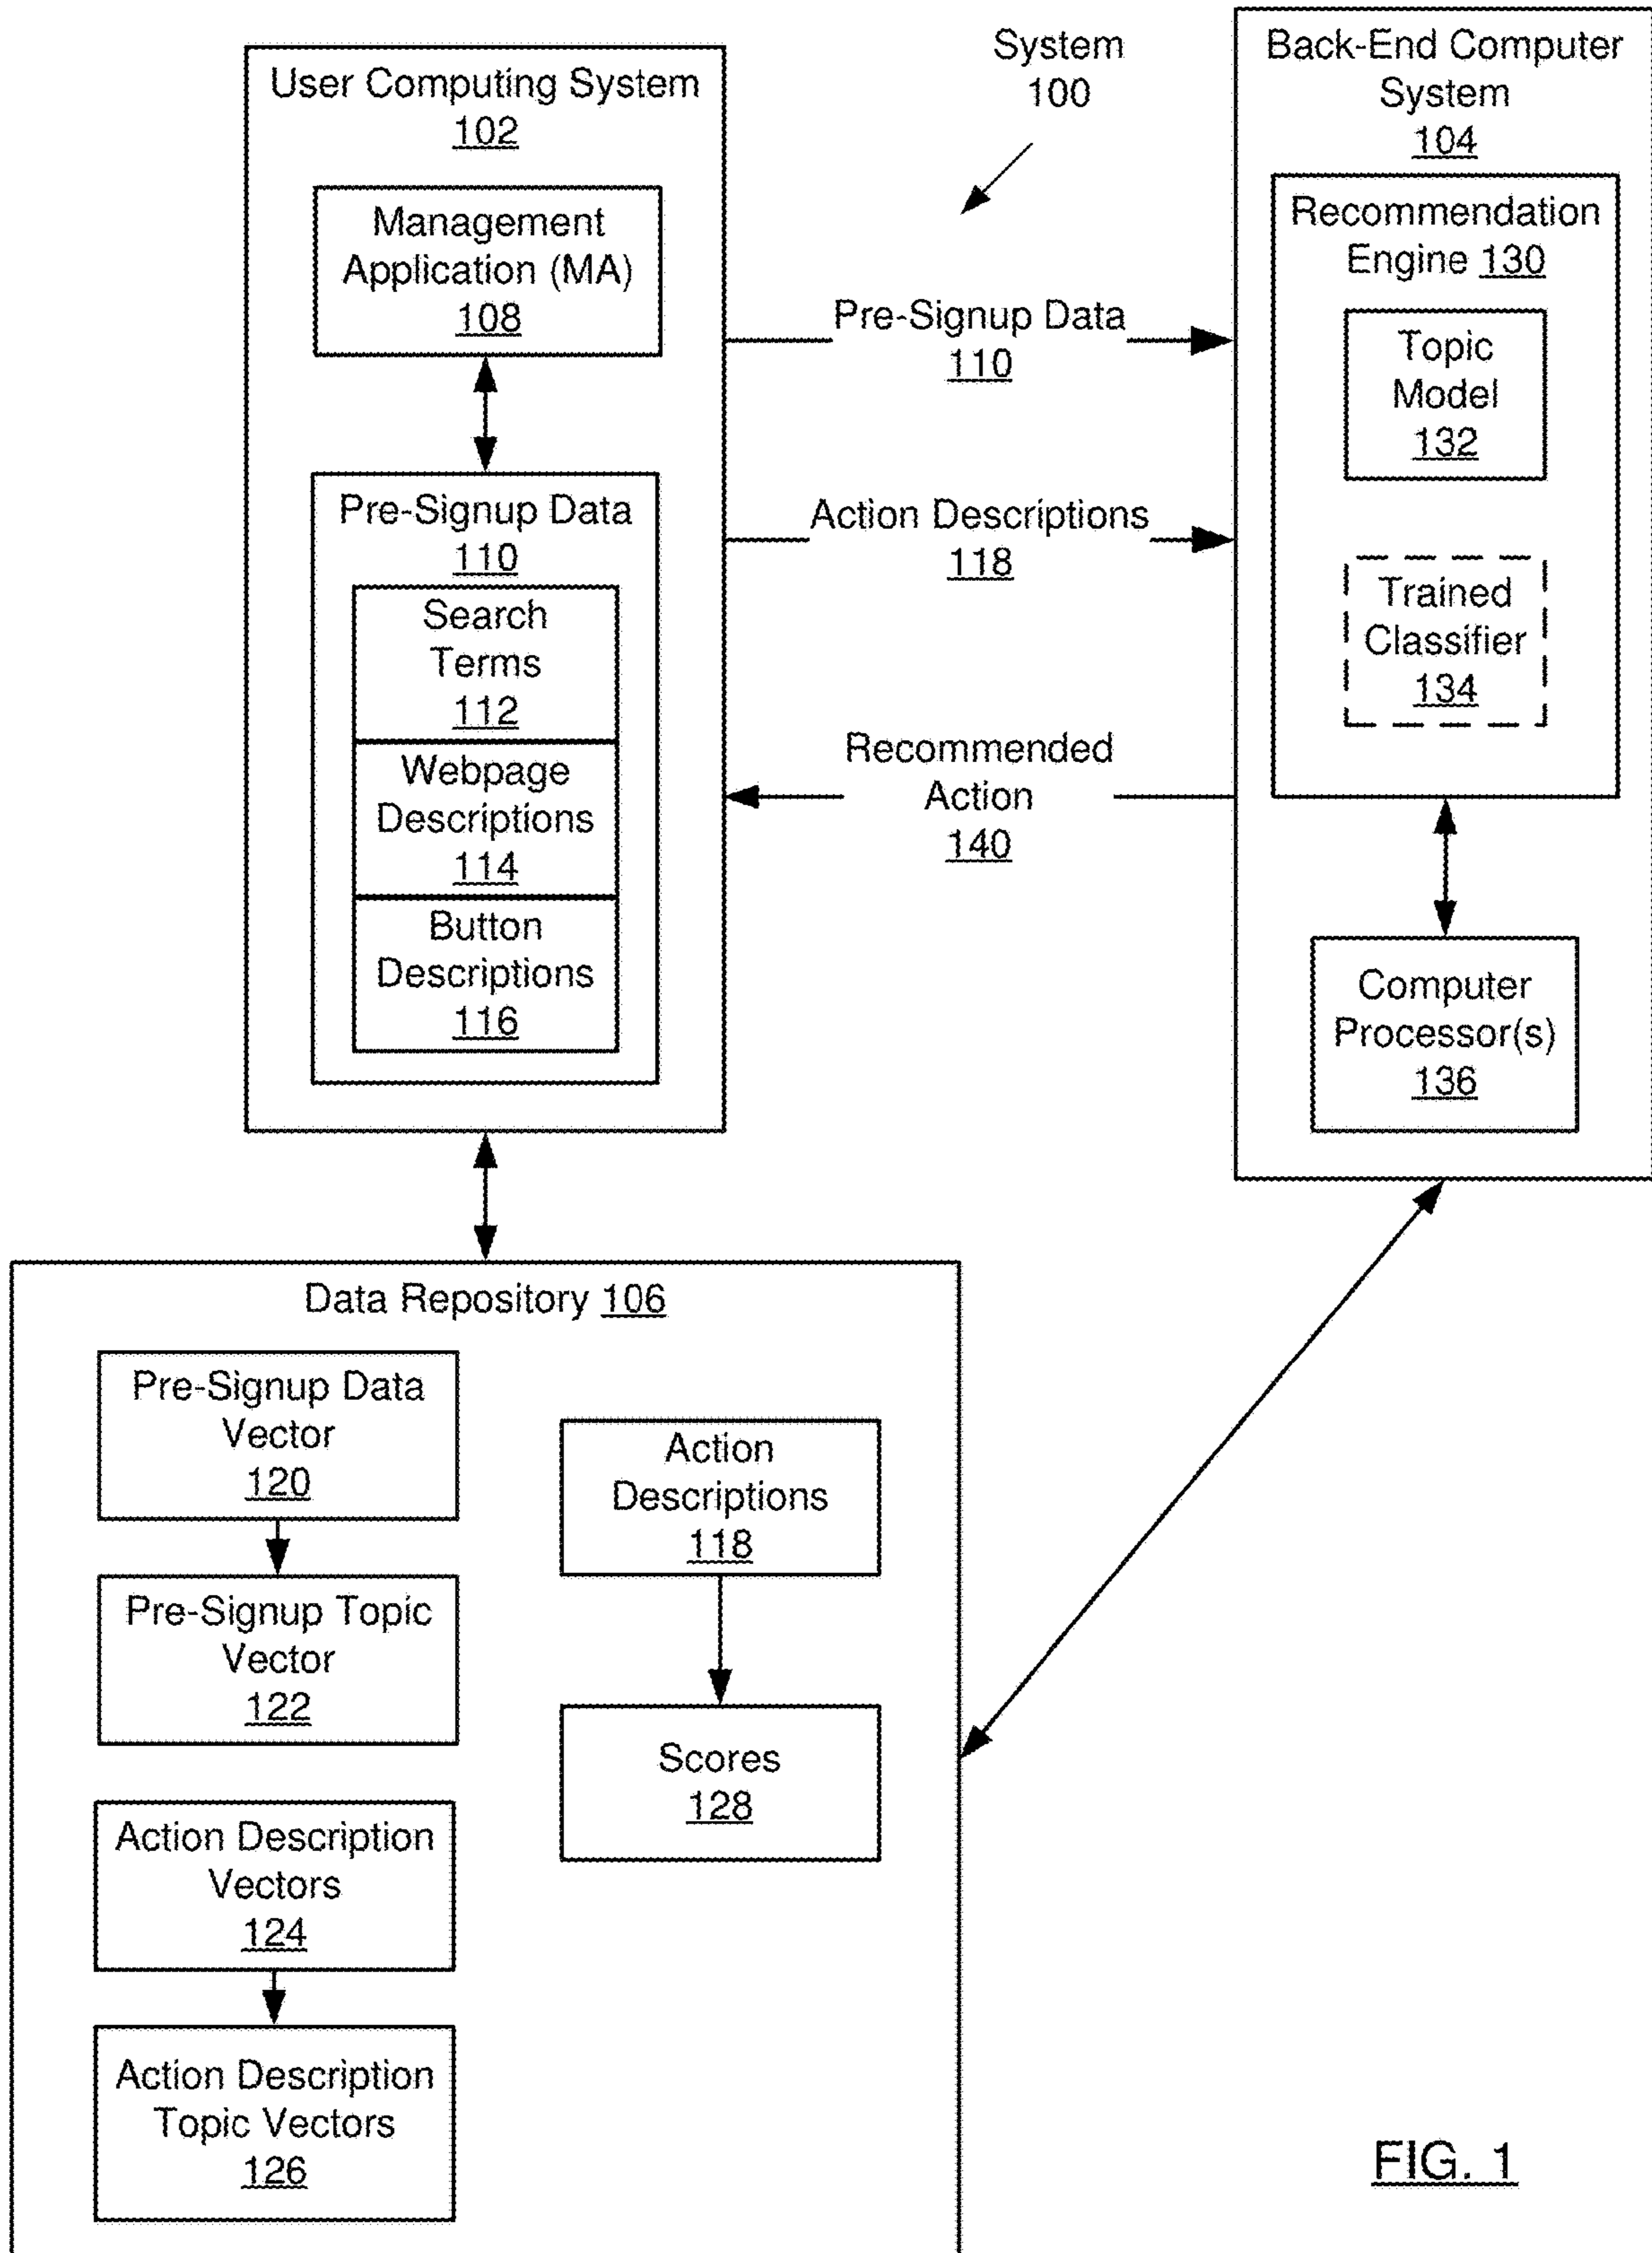 User Computing System
102
Management
Application (MA)
108
Pre-Signup Data
110
Search
Terms
112
Webpage
Descriptions
114
Button
Descriptions
116
System
100
Pre-Signup Data
110
Action Descriptions
118
Recommended
Action
140
Back-End Computer
System
104
Recommendation
Engine 130
Topic
Model
132
Trained
Classifier
134
Computer
Processor(s)
136
Data Repository 106
Pre-Signup Data
Vector
120
Pre-Signup Topic
Vector
122
Action Description
Vectors
124
Action Description
Topic Vectors
126
Action
Descriptions
118
Scores
128
FIG. 1